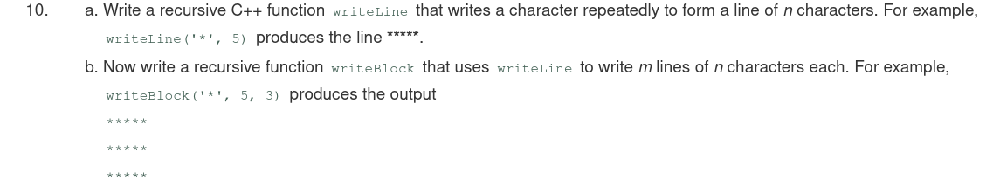 10. a. Write a recursive C++ function writeLine that writes a character repeatedly to form a line of n characters. For example,
writeLine('*', 5) produces the line *****.
b. Now write a recursive function writeBlock that uses writeLine to write m lines of n characters each. For example,
writeBlock('*', 5, 3) produces the output
*****
*****
*****